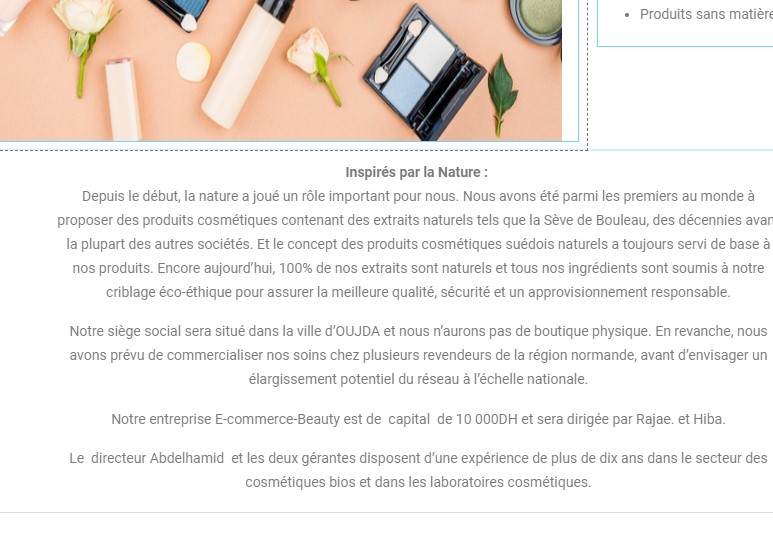 Produits sans matière
Inspirés par la Nature :
Depuis le début, la nature a joué un rôle important pour nous. Nous avons été parmi les premiers au monde à
proposer des produits cosmétiques contenant des extraits naturels tels que la Sève de Bouleau, des décennies avan
la plupart des autres sociétés. Et le concept des produits cosmétiques suédois naturels a toujours servi de base à
nos produits. Encore aujourd’hui, 100% de nos extraits sont naturels et tous nos ingrédients sont soumis à notre
criblage éco-éthique pour assurer la meilleure qualité, sécurité et un approvisionnement responsable.
Notre siège social sera situé dans la ville d’OUJDA et nous n’aurons pas de boutique physique. En revanche, nous
avons prévu de commercialiser nos soins chez plusieurs revendeurs de la région normande, avant d’envisager un
élargissement potentiel du réseau à l’échelle nationale.
Notre entreprise E-commerce-Beauty est de capital de 10 000DH et sera dirigée par Rajae. et Hiba.
Le directeur Abdelhamid et les deux gérantes disposent d’une expérience de plus de dix ans dans le secteur des
cosmétiques bios et dans les laboratoires cosmétiques.